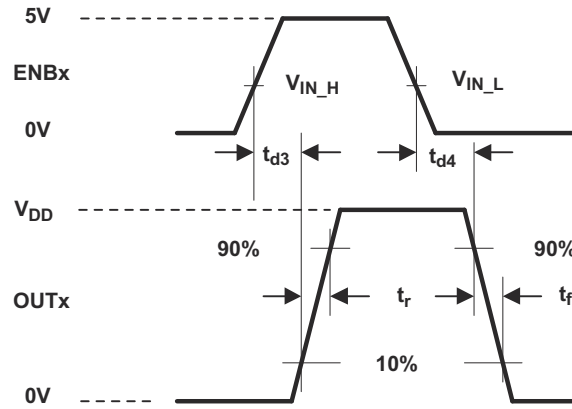 5V
ENBx
V_IN_H
V_IN_L
0V
t_d3
t_d4
V_DD
90%
90%
OUTx
t_r
t_f
10%
0V